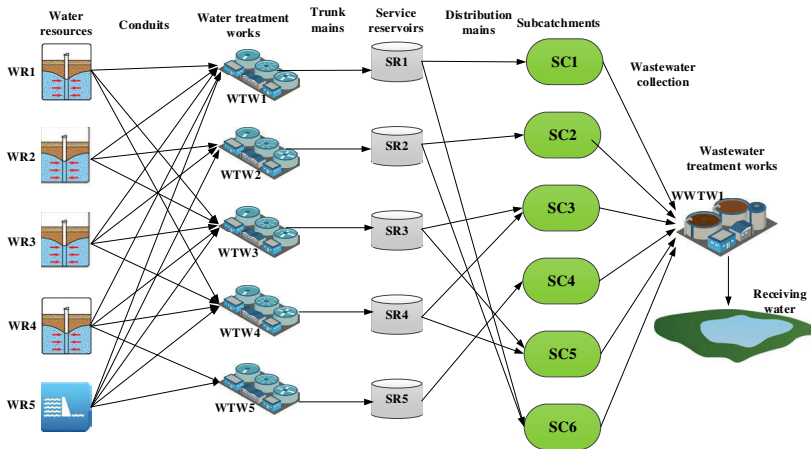 Water
resources
Conduits
Water treatment
works
Trunk
mains
Service
reservoirs
Distribution
mains
Subcatchments
WR1
WTW1
SR1
SC1
Wastewater
collection
WR2
WTW2
SR2
SC2
Wastewater
treatment works
WWTW1
WR3
WTW3
SR3
SC3
WR4
WTW4
SR4
SC4
Receiving
water
SC5
WR5
WTW5
SR5
SC6